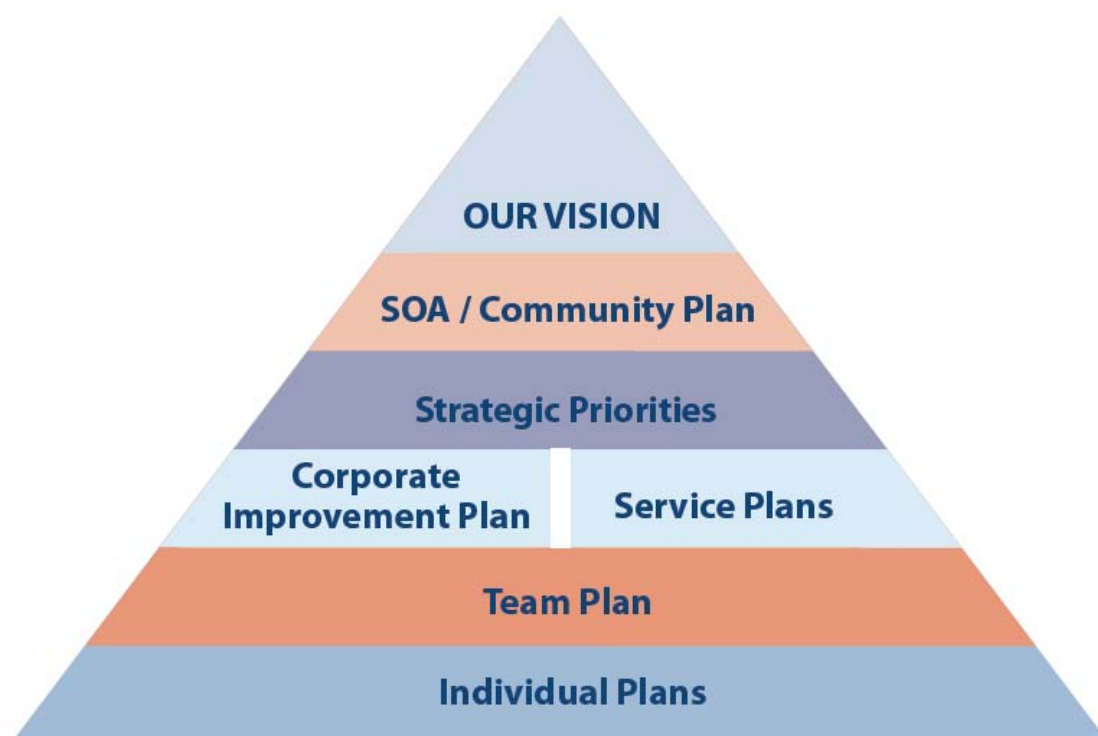 OUR VISION
SOA / Community Plan
Strategic Priorities
Corporate
Improvement Plan
Service Plans
Team Plan
Individual Plans